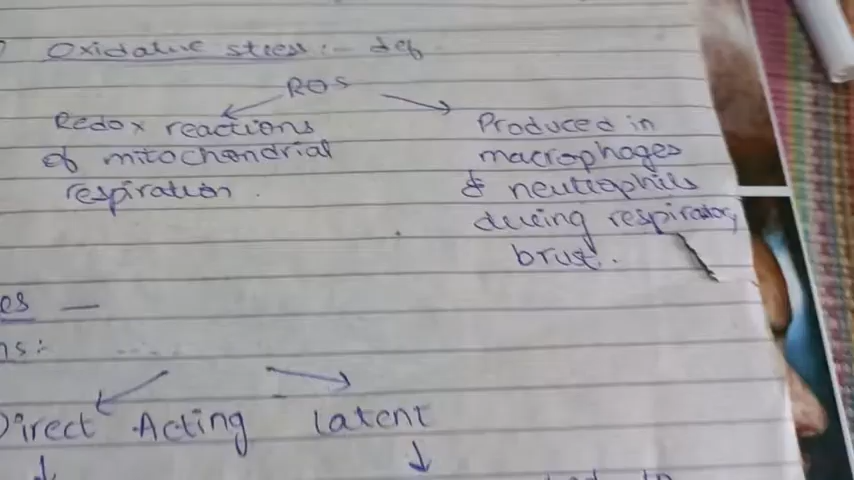 Oxidative stress :- def
ROS
Redox reactions
of mitochondrial
respiration.
Produced in
macrophages
& neutrophils
during respiratory
brust..
es —
ns:-
Direct Acting
Latent